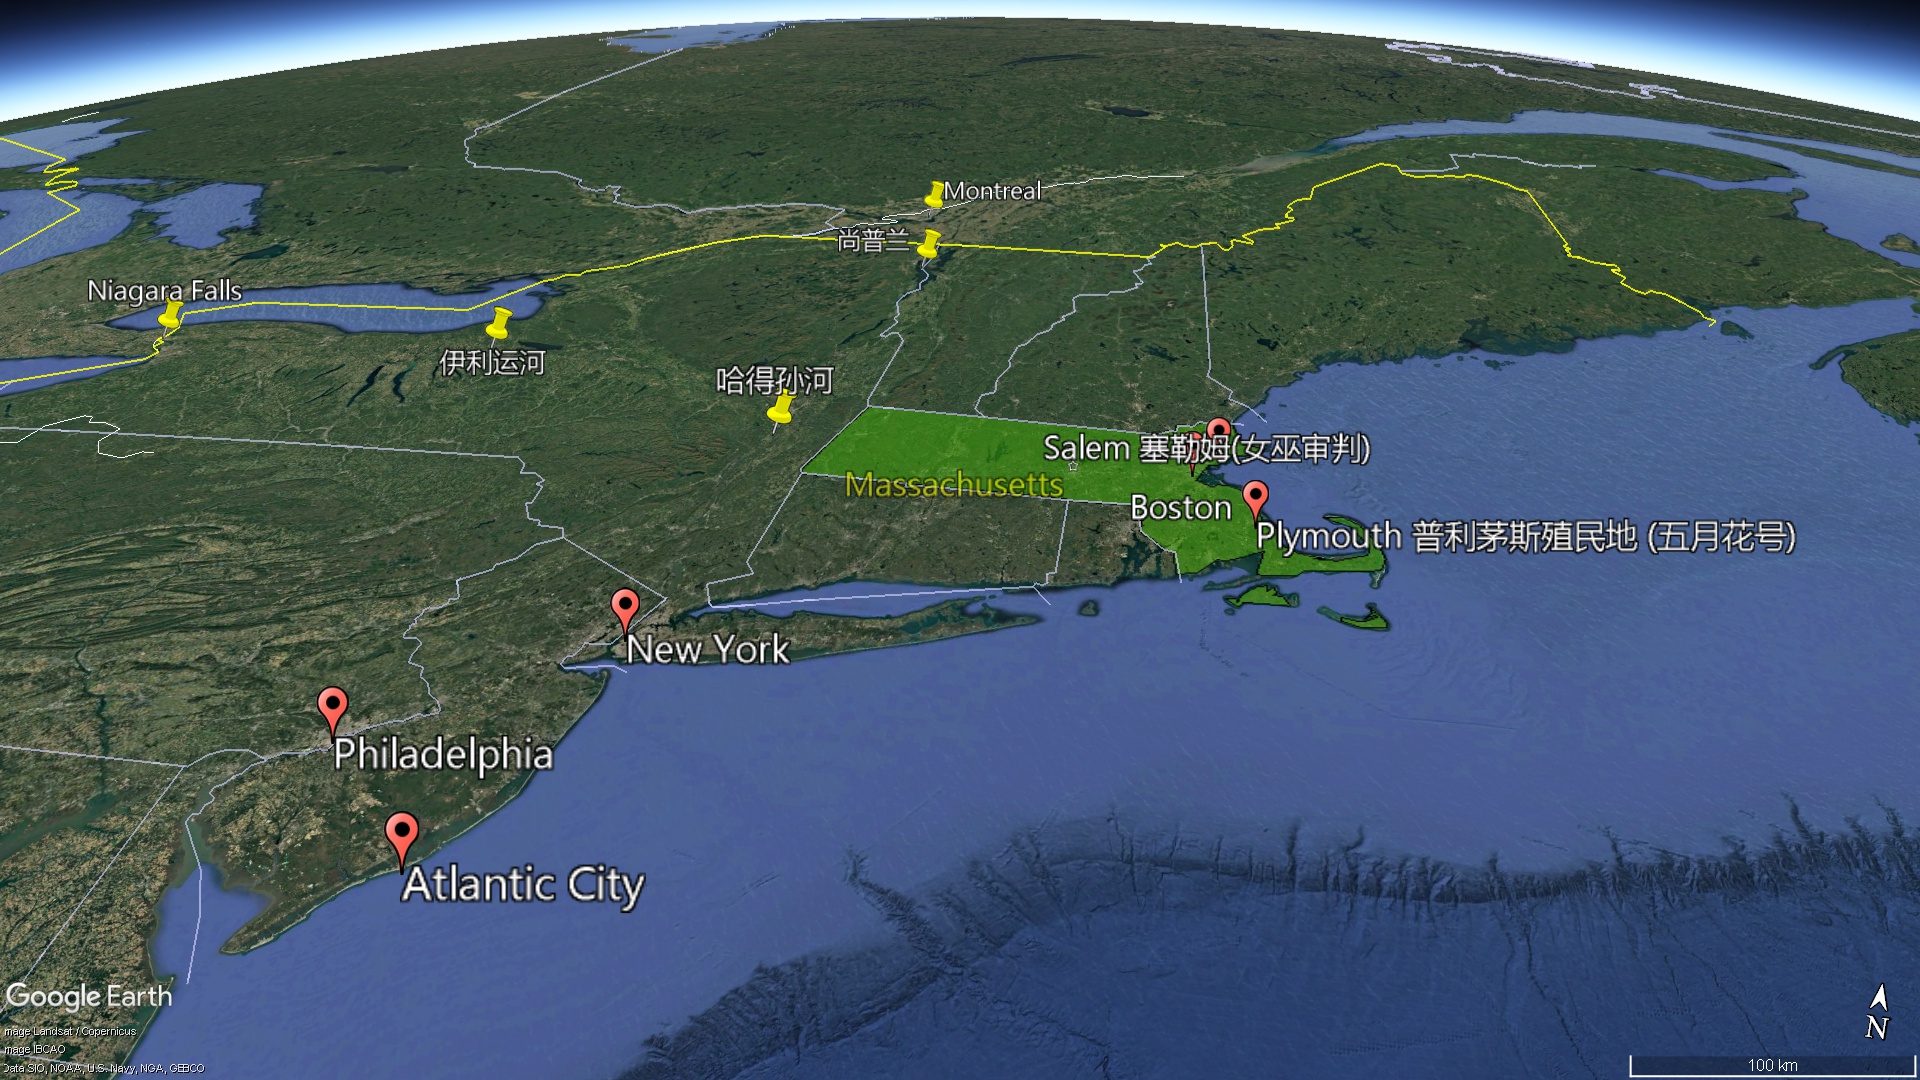 Montreal
尚普兰
Niagara Falls
伊利运河
哈得孙河
Salem 塞勒姆(女巫审判)
Massachusetts
Boston
Plymouth 普利茅斯殖民地 (五月花号)
New York
Philadelphia
Atlantic City
Google Earth
mage Landsat / Copernicus
mage IBCAO
Data SIO, NOAA, U.S. Navy, NGA, GEBCO
N
100 km